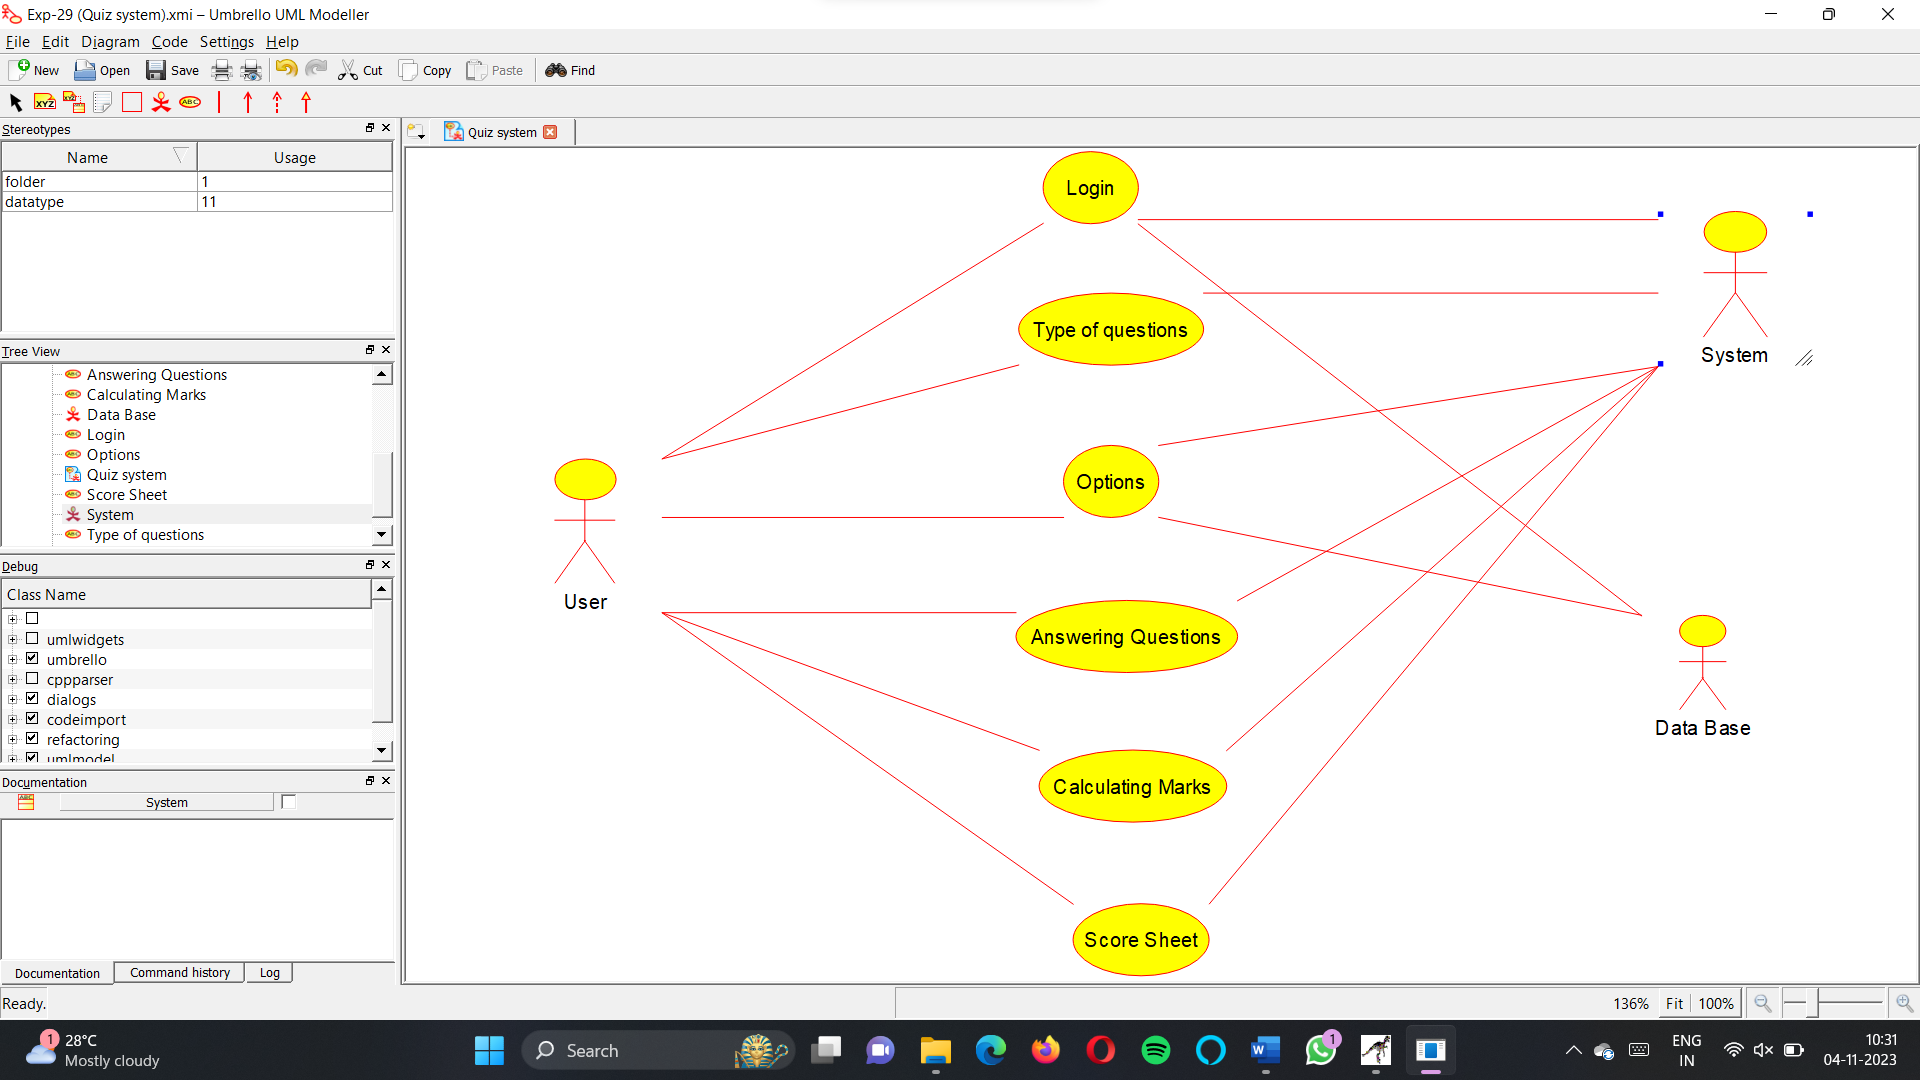 Exp-29 (Quiz system).xmi – Umbrello UML Modeller
File Edit Diagram Code Settings Help
New Open Save Cut Copy Paste Find
XYZ XYZ ABC
Stereotypes
Name Usage
folder 1
datatype 11
Tree View
Answering Questions
Calculating Marks
Data Base
Login
Options
Quiz system
Score Sheet
System
Type of questions
Debug
Class Name
umlwidgets
umbrello
cppparser
dialogs
codeimport
refactoring
umlmodel
Documentation
System
Documentation Command history Log
Ready.
Quiz system
Login
Type of questions
System
Options
User
Answering Questions
Data Base
Calculating Marks
Score Sheet
136% Fit 100%
1
28°C
Mostly cloudy
Search
W
1
ENG
IN
10:31
04-11-2023